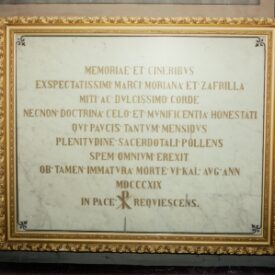 MEMORIAE ET CINERIBVS
EXSPECTATISSIMI MARCI MORIANA ET ZAFRILLA
MITI AC DVLCISSIMO CORDE
NECNON DOCTRINA CELO ET MVNIFICENTIA HONESTATI
QVI PAVCIS TANTVM MENSIBVS
PLENITVDINE SACERDOTALI POLLENS
SPEM OMNIVM EREXIT
OB TAMEN IMMATVRA MORTE VI KAL AVG ANN
MDCCCXIX
IN PACE ☧ REQVIESCENS.